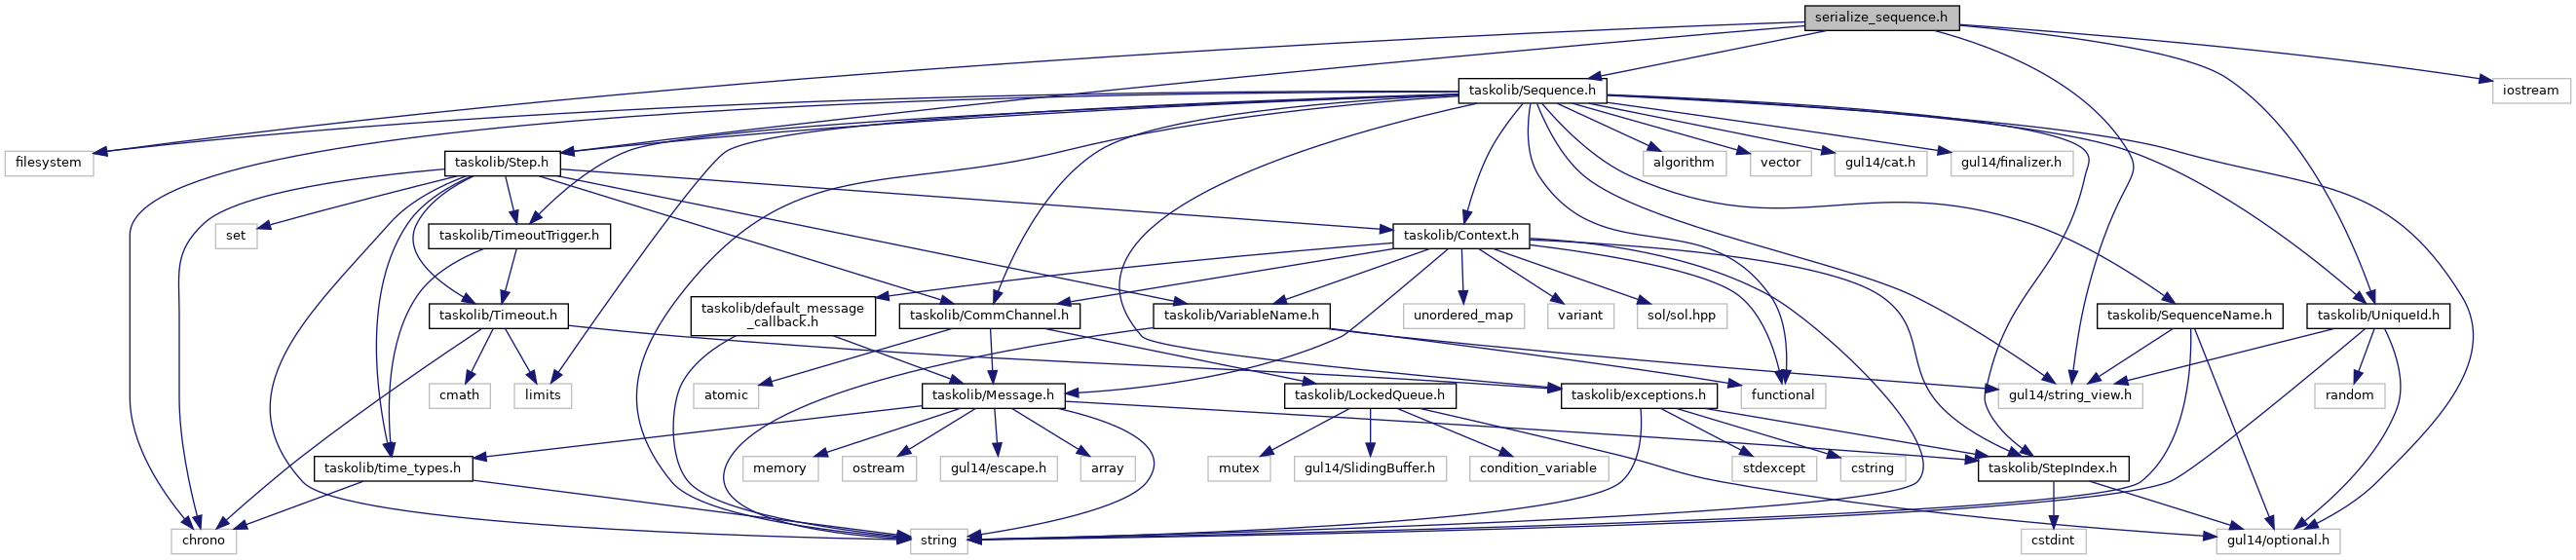 serialize_sequence.h
taskolib/Sequence.h
iostream
filesystem
taskolib/Step.h
algorithm
vector
gul14/cat.h
gul14/finalizer.h
set
taskolib/TimeoutTrigger.h
taskolib/Context.h
taskolib/Timeout.h
taskolib/default_message
_callback.h
taskolib/CommChannel.h
taskolib/VariableName.h
unordered_map
variant
sol/sol.hpp
taskolib/SequenceName.h
taskolib/UniqueId.h
cmath
limits
atomic
taskolib/Message.h
taskolib/LockedQueue.h
taskolib/exceptions.h
functional
gul14/string_view.h
random
taskolib/time_types.h
memory
ostream
gul14/escape.h
array
mutex
gul14/SlidingBuffer.h
condition_variable
stdexcept
cstring
taskolib/StepIndex.h
chrono
string
cstdint
gul14/optional.h